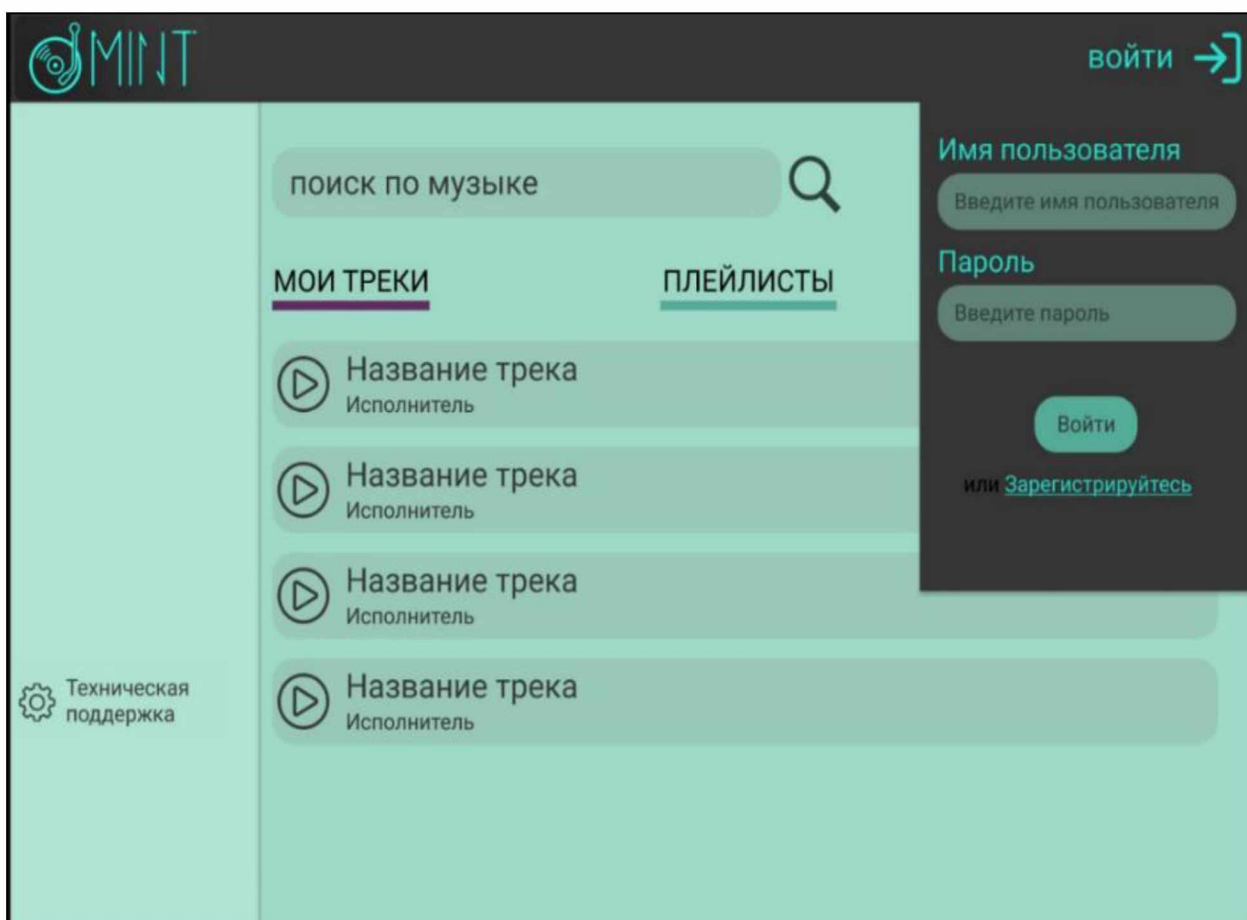 MINT
войти
поиск по музыке
МОИ ТРЕКИ
ПЛЕЙЛИСТЫ
Название трека
Исполнитель
Название трека
Исполнитель
Название трека
Исполнитель
Название трека
Исполнитель
Имя пользователя
Введите имя пользователя
Пароль
Введите пароль
Войти
или Зарегистрируйтесь
Техническая
поддержка